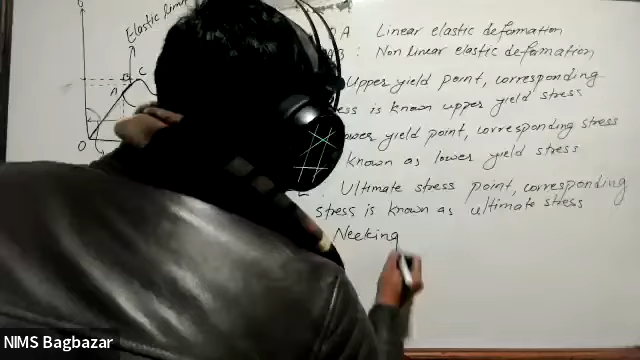 Elastic limit
A : Linear elastic deformation
AB : Non linear elastic deformation
B
C
A
Upper yield point, corresponding
stress is known upper yield stress
Lower yield point, corresponding stress
known as lower yield stress
O
Ultimate stress point, corresponding
stress is known as ultimate stress
Necking
NIMS Bagbazar